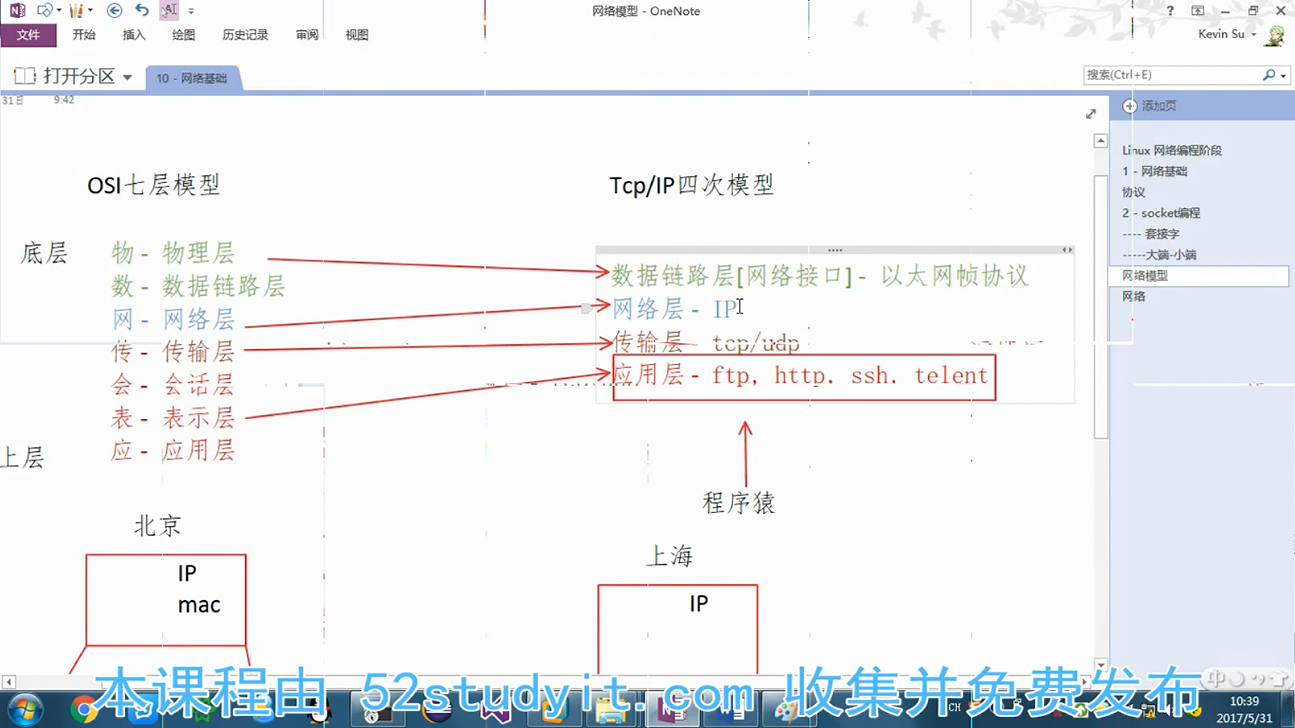 网络模型 - OneNote
文件 开始 插入 绘图 历史记录 审阅 视图
Kevin Su
打开分区
10 - 网络基础
搜索(Ctrl+E)
31日 9:42
添加页
Linux 网络编程阶段
1 - 网络基础
协议
2 - socket编程
---- 套接字
-----大端-小端
网络模型
网络
OSI七层模型
Tcp/IP四次模型
底层
物 - 物理层
数 - 数据链路层
网 - 网络层
传 - 传输层
会 - 会话层
表 - 表示层
应 - 应用层
上层
数据链路层[网络接口] - 以太网帧协议
网络层 - IP
传输层 tcp/udp
应用层 - ftp, http. ssh. telent
程序猿
北京
IP
mac
上海
IP
本课程由 52studyit.com 收集并免费发布
CH
中
10:39
2017/5/31